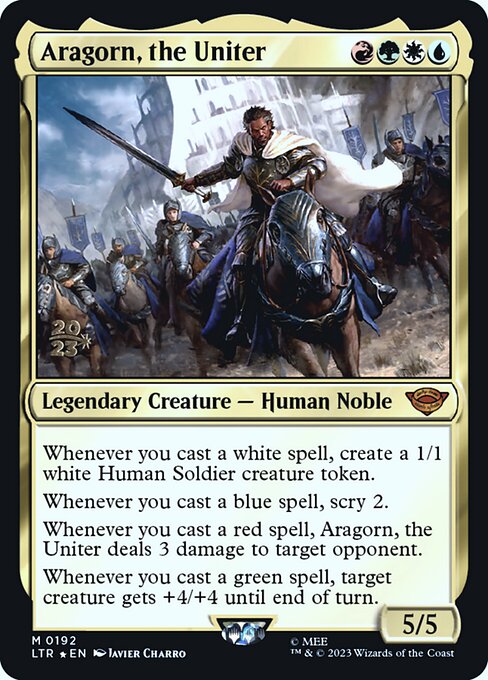 Aragorn, the Uniter
20
23
Legendary Creature — Human Noble
Whenever you cast a white spell, create a 1/1
white Human Soldier creature token.
Whenever you cast a blue spell, scry 2.
Whenever you cast a red spell, Aragorn, the
Uniter deals 3 damage to target opponent.
Whenever you cast a green spell, target
creature gets +4/+4 until end of turn.
5/5
M 0192
LTR ★ EN Javier Charro
© MEE
™ & © 2023 Wizards of the Coast